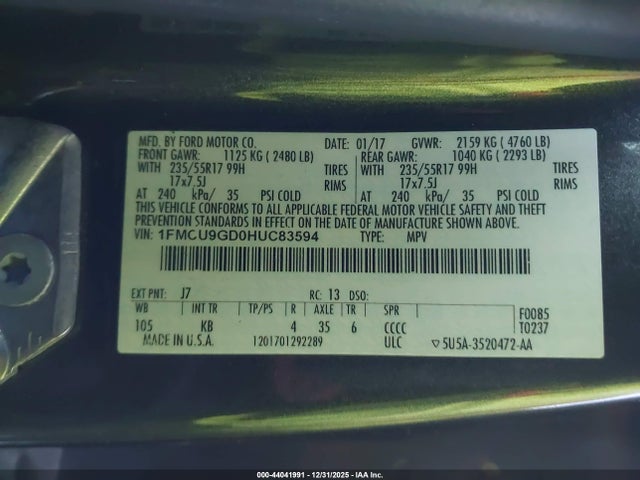 MFD. BY FORD MOTOR CO. DATE: 01/17 GVWR: 2159 KG ( 4760 LB)
FRONT GAWR: 1125 KG ( 2480 LB) REAR GAWR: 1040 KG ( 2293 LB)
WITH 235/55R17 99H TIRES WITH 235/55R17 99H TIRES
17x7.5J RIMS 17x7.5J RIMS
AT 240 kPa/ 35 PSI COLD AT 240 kPa/ 35 PSI COLD
THIS VEHICLE CONFORMS TO ALL APPLICABLE FEDERAL MOTOR VEHICLE SAFETY AND THEFT
PREVENTION STANDARDS IN EFFECT ON THE DATE OF MANUFACTURE SHOWN ABOVE.
VIN: 1FMCU9GD0HUC83594 TYPE: MPV
EXT PNT: J7 RC: 13 DSO:
WB INT TR TP/PS R AXLE TR SPR F0085
105 KB 4 35 6 CCCC T0237
MADE IN U.S.A. 1201701292289 ULC ▽5U5A-3520472-AA
000-44041991 - 12/31/2025 - IAA Inc.